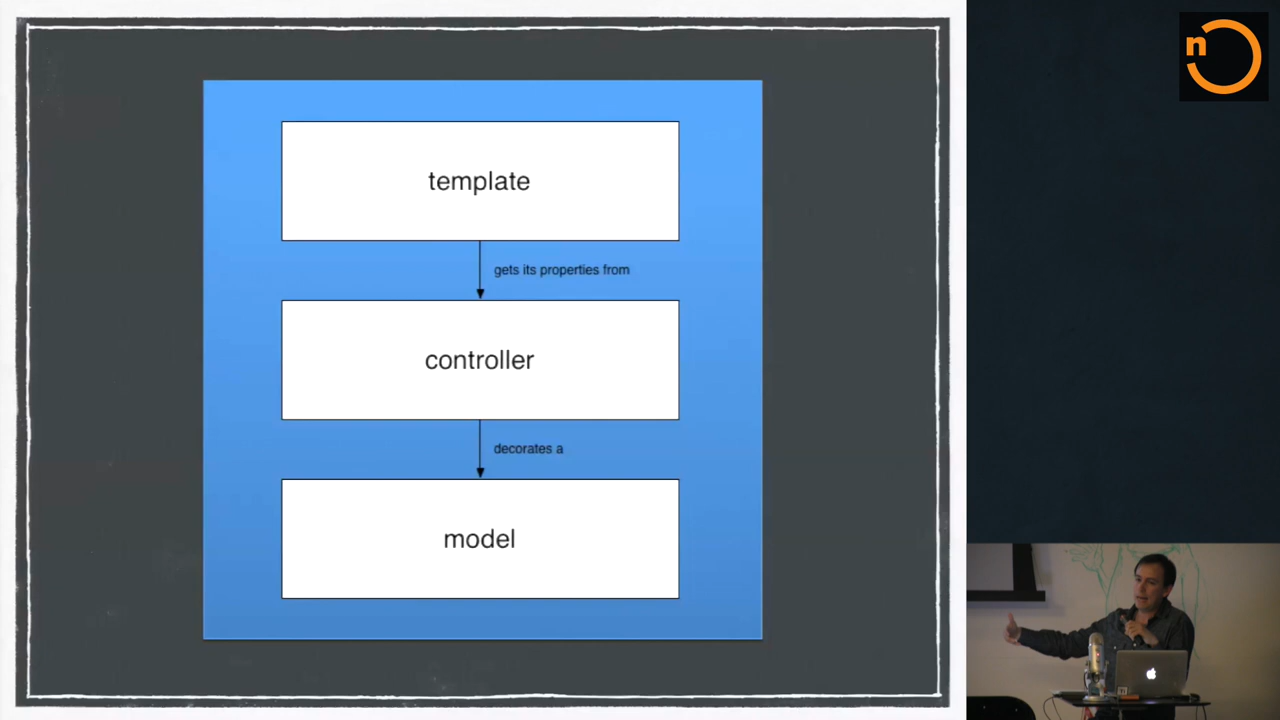 n
template
gets its properties from
controller
decorates a
model